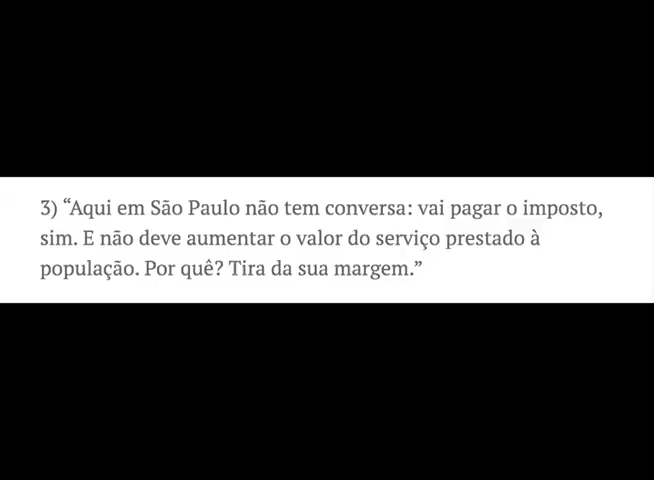 3) “Aqui em São Paulo não tem conversa: vai pagar o imposto,
sim. E não deve aumentar o valor do serviço prestado à
população. Por quê? Tira da sua margem.”